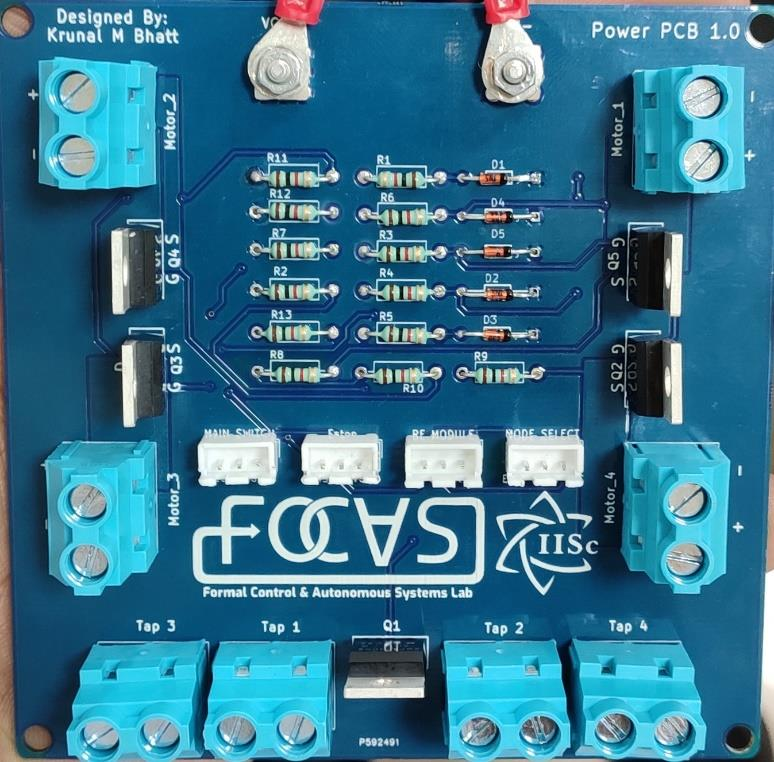 Designed By:
Krunal M Bhatt
Power PCB 1.0
VC
-
+
-
Motor_2
Motor_1
-
+
R11
R1
D1
R12
R6
D4
R7
R3
D5
R2
R4
D2
R13
R5
D3
R8
R10
R9
G Q4 S
S Q5 G
G Q3 S
S Q2 G
MAIN SWITCH
Estop
RF MODULE
MODE SELECT
Motor_3
Motor_4
-
+
FOCAS
IISc
Formal Control & Autonomous Systems Lab
Tap 3
Tap 1
Q1
Tap 2
Tap 4
P592491